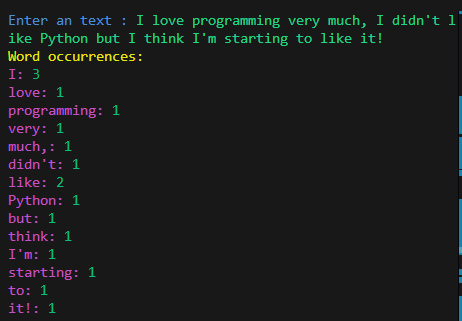 Enter an text : I love programming very much, I didn't l
ike Python but I think I'm starting to like it!
Word occurrences:
I: 3
love: 1
programming: 1
very: 1
much,: 1
didn't: 1
like: 2
Python: 1
but: 1
think: 1
I'm: 1
starting: 1
to: 1
it!: 1